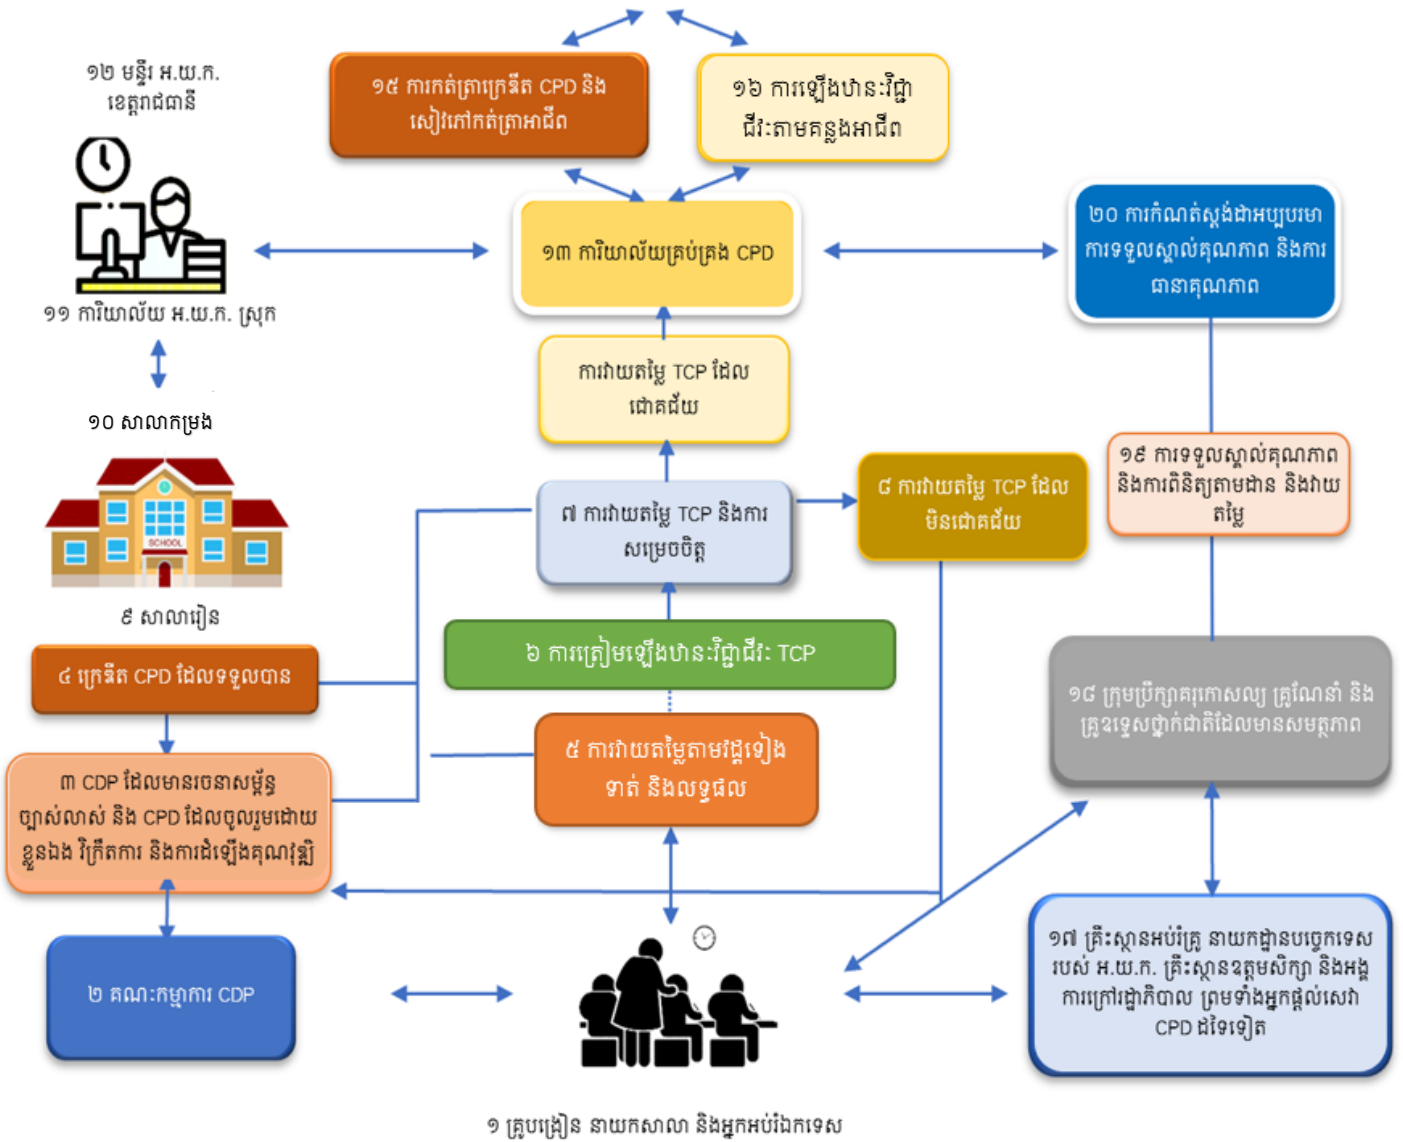 ១២ មន្ទីរ អ.យ.ក.
ខេត្តរាជធានី
១៥ ការកត់ត្រាក្រេឌីត CPD និង
សៀវភៅកត់ត្រាអាជីព
១៦ ការឡើងឋានៈវិជ្ជា
ជីវៈតាមគន្លងអាជីព
១៣ ការិយាល័យគ្រប់គ្រង CPD
២០ ការកំណត់ស្តង់ដាអប្បបរមា
ការទទួលស្គាល់គុណភាព និងការ
ធានាគុណភាព
១១ ការិយាល័យ អ.យ.ក. ស្រុក
ការវាយតម្លៃ TCP ដែល
ជោគជ័យ
១០ សាលាកម្រង
SCHOOL
៩ សាលារៀន
៧ ការវាយតម្លៃ TCP និងការ
សម្រេចចិត្ត
៨ ការវាយតម្លៃ TCP ដែល
មិនជោគជ័យ
១៩ ការទទួលស្គាល់គុណភាព
និងការពិនិត្យតាមដាន និងវាយ
តម្លៃ
៦ ការត្រៀមឡើងឋានៈវិជ្ជាជីវៈ TCP
៤ ក្រេឌីត CPD ដែលទទួលបាន
១៨ ក្រុមប្រឹក្សាគរុកោសល្យ គ្រូណែនាំ និង
គ្រូឧទ្ទេសថ្នាក់ជាតិដែលមានសមត្ថភាព
៥ ការវាយតម្លៃតាមវដ្តទៀង
ទាត់ និងលទ្ធផល
៣ CDP ដែលមានរចនាសម្ព័ន្ធ
ច្បាស់លាស់ និង CPD ដែលចូលរួមដោយ
ខ្លួនឯង វិក្រឹតការ និងការដំឡើងគុណវុឌ្ឍិ
២ គណៈកម្មាការ CDP
១៧ គ្រឹះស្ថានអប់រំគ្រូ នាយកដ្ឋានបច្ចេកទេស
របស់ អ.យ.ក. គ្រឹះស្ថានឧត្តមសិក្សា និងអង្គ
ការក្រៅរដ្ឋាភិបាល ព្រមទាំងអ្នកផ្តល់សេវា
CPD ដទៃទៀត
១ គ្រូបង្រៀន នាយកសាលា និងអ្នកអប់រំឯកទេស